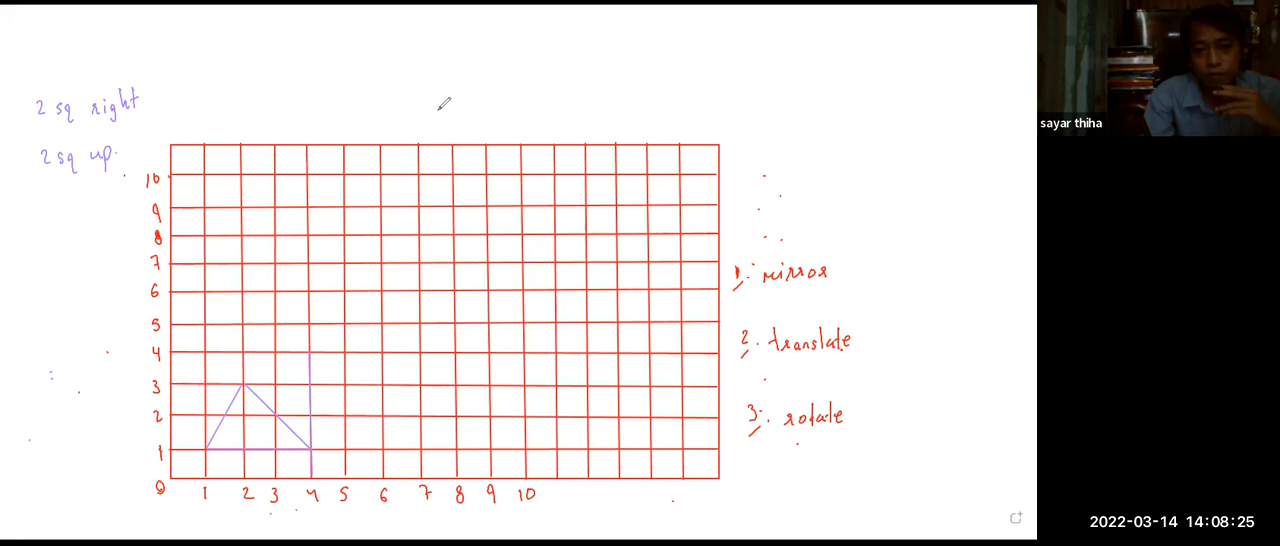 2 sq right
2 sq up.
10
9
8
7
6
5
4
3
2
1
0 1 2 3 4 5 6 7 8 9 10
1. mirror
2. translate
3. rotate
sayar thiha
2022-03-14 14:08:25